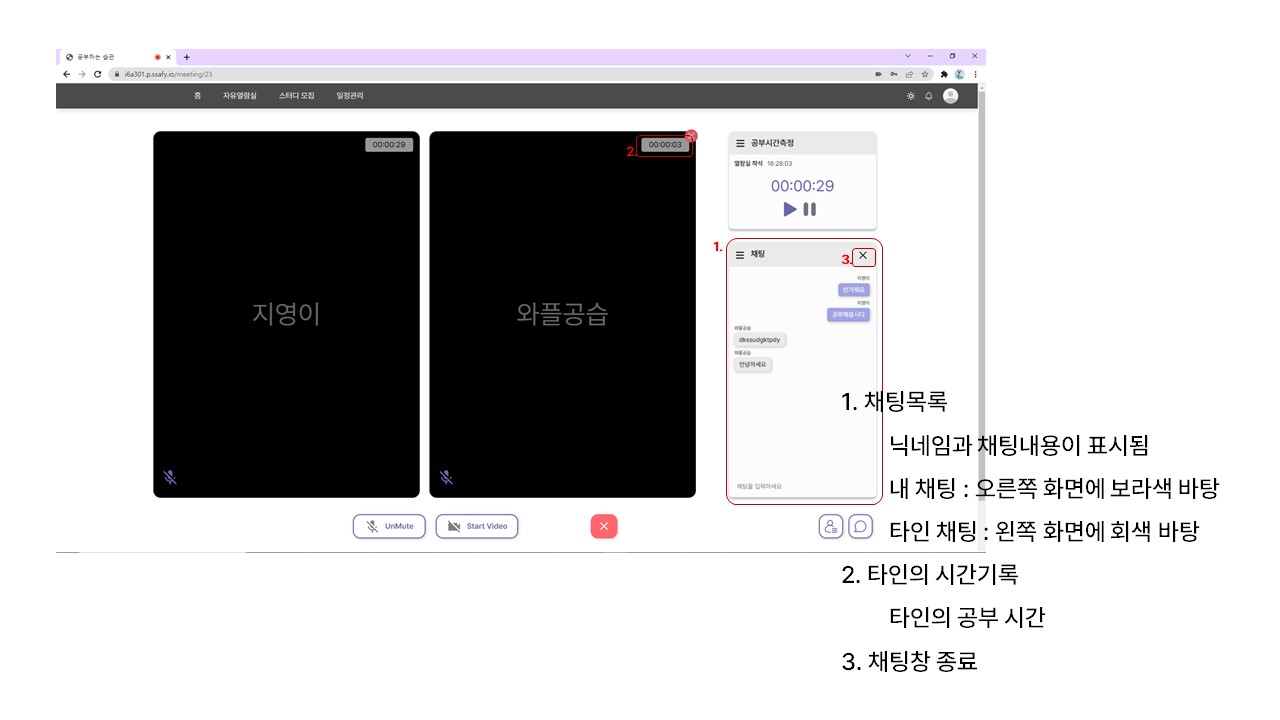 공부하는 습관
i6a301.p.ssafy.io/meeting/23
홈 자유열람실 스터디 모집 일정관리
00:00:29
2. 00:00:03
지영이
와플공습
공부시간측정
열람실 착석 16:28:03
00:00:29
1.
채팅
3.
지영이
반가워요
지영이
공부해봅시다
와플공습
dkssudgktpdy
와플공습
안녕하세요
채팅을 입력하세요
UnMute
Start Video
1. 채팅목록
닉네임과 채팅내용이 표시됨
내 채팅 : 오른쪽 화면에 보라색 바탕
타인 채팅 : 왼쪽 화면에 회색 바탕
2. 타인의 시간기록
타인의 공부 시간
3. 채팅창 종료